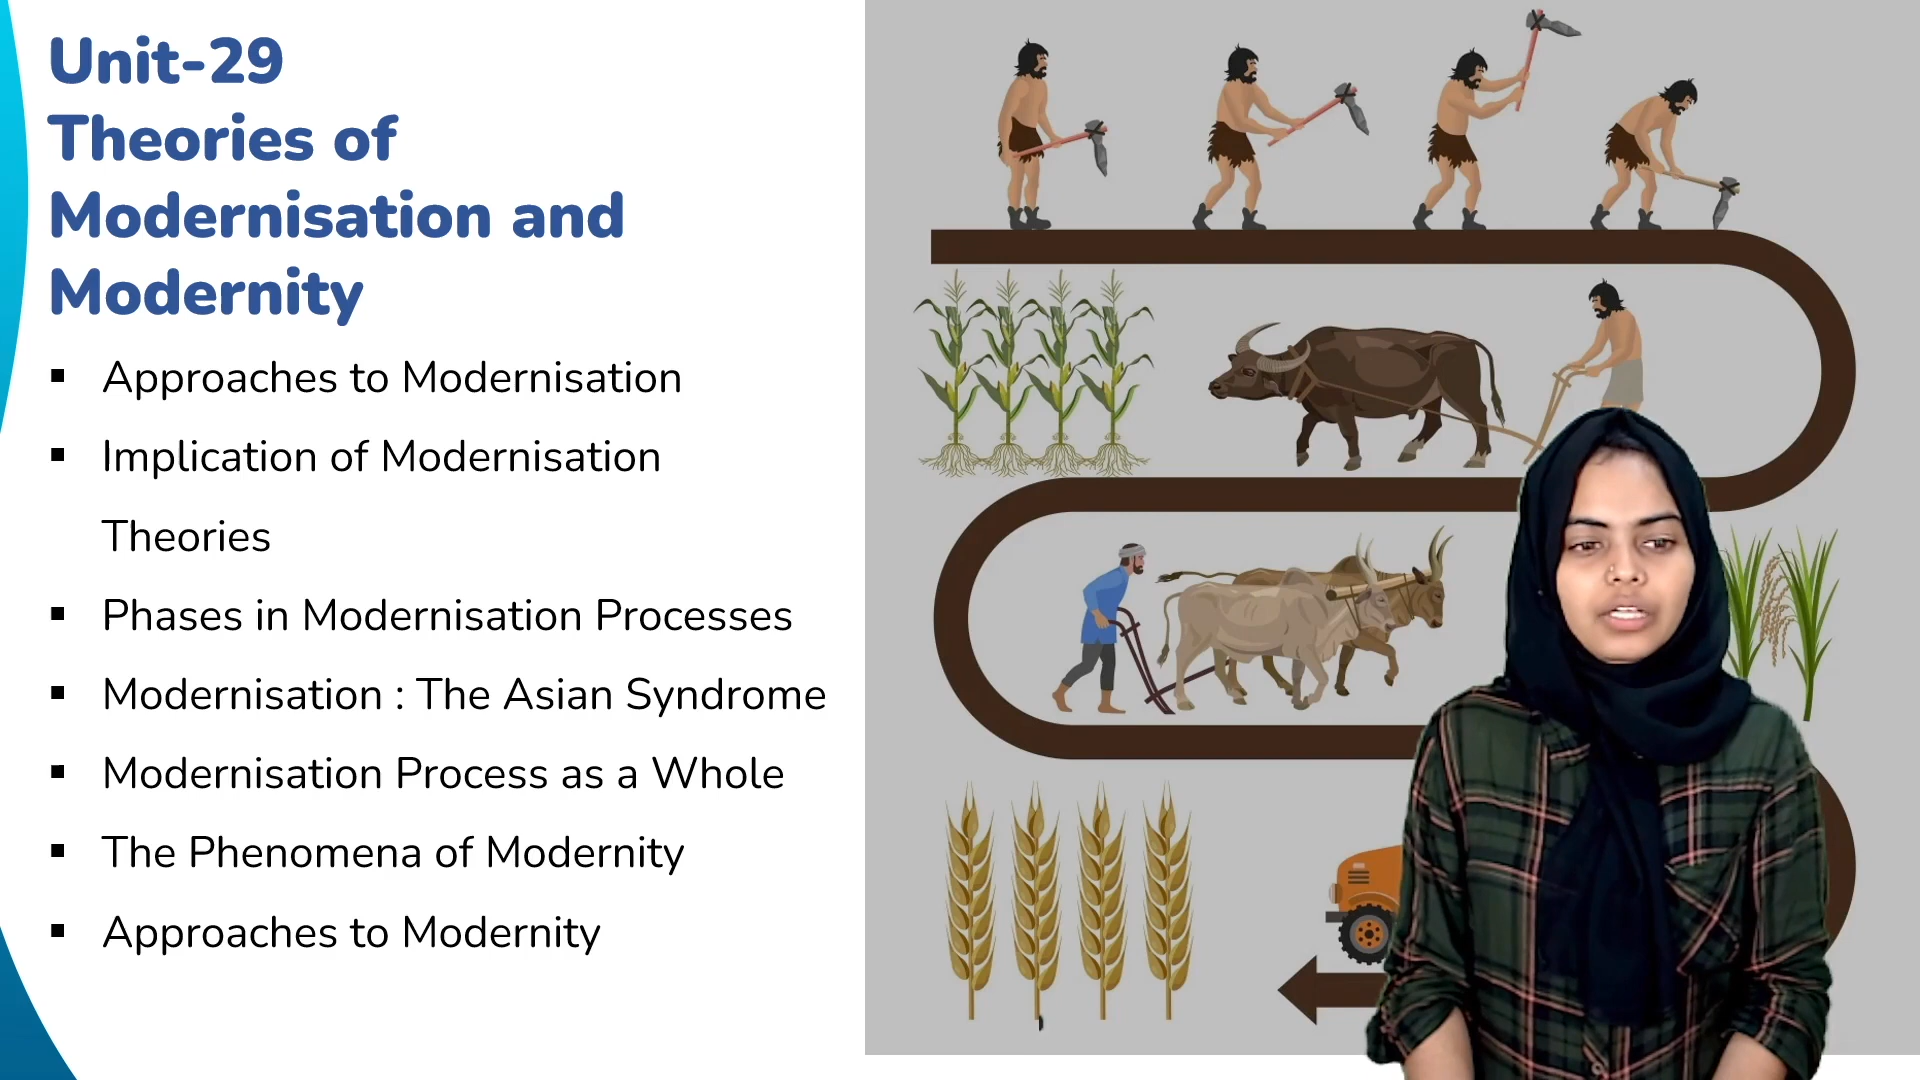 Unit-29
Theories of
Modernisation and
Modernity
▪ Approaches to Modernisation
▪ Implication of Modernisation
Theories
▪ Phases in Modernisation Processes
▪ Modernisation : The Asian Syndrome
▪ Modernisation Process as a Whole
▪ The Phenomena of Modernity
▪ Approaches to Modernity